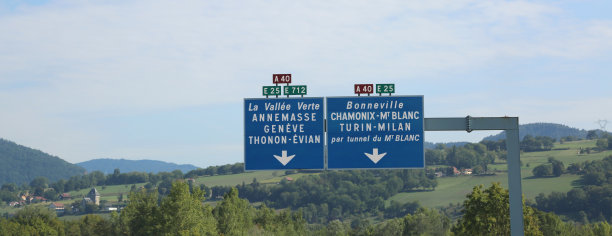 A 40
E 25 E 712
La Vallée Verte
ANNEMASSE
GENÈVE
THONON-ÉVIAN
A 40 E 25
Bonneville
CHAMONIX-Mᵀ BLANC
TURIN-MILAN
par tunnel du Mᵀ BLANC